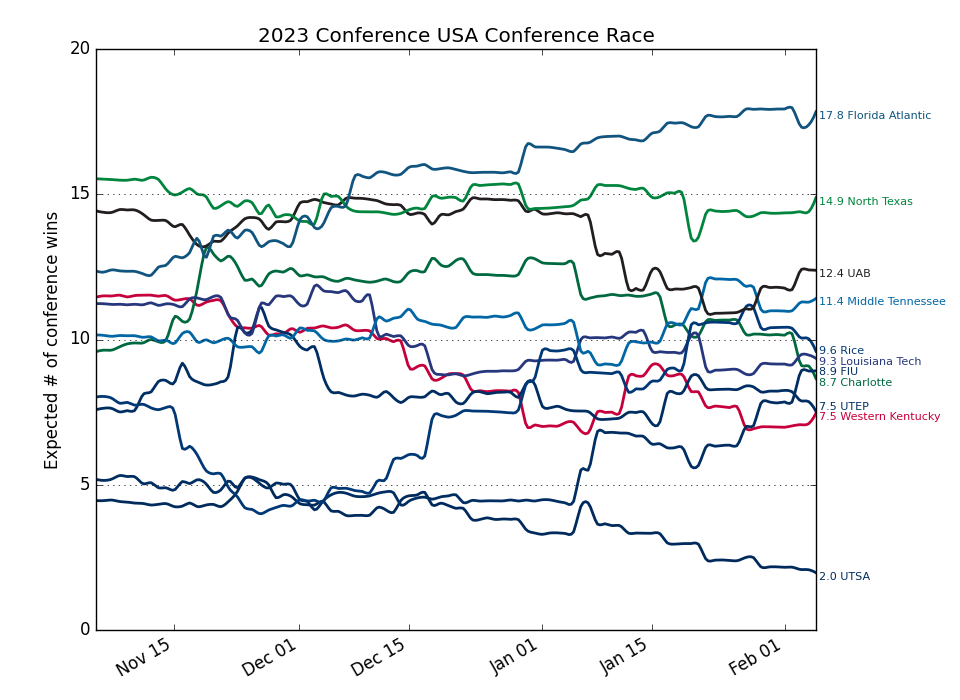 2023 Conference USA Conference Race
Expected # of conference wins
20
15
10
5
0
Nov 15
Dec 01
Dec 15
Jan 01
Jan 15
Feb 01
17.8 Florida Atlantic
14.9 North Texas
12.4 UAB
11.4 Middle Tennessee
9.6 Rice
9.3 Louisiana Tech
8.9 FIU
8.7 Charlotte
7.5 UTEP
7.5 Western Kentucky
2.0 UTSA